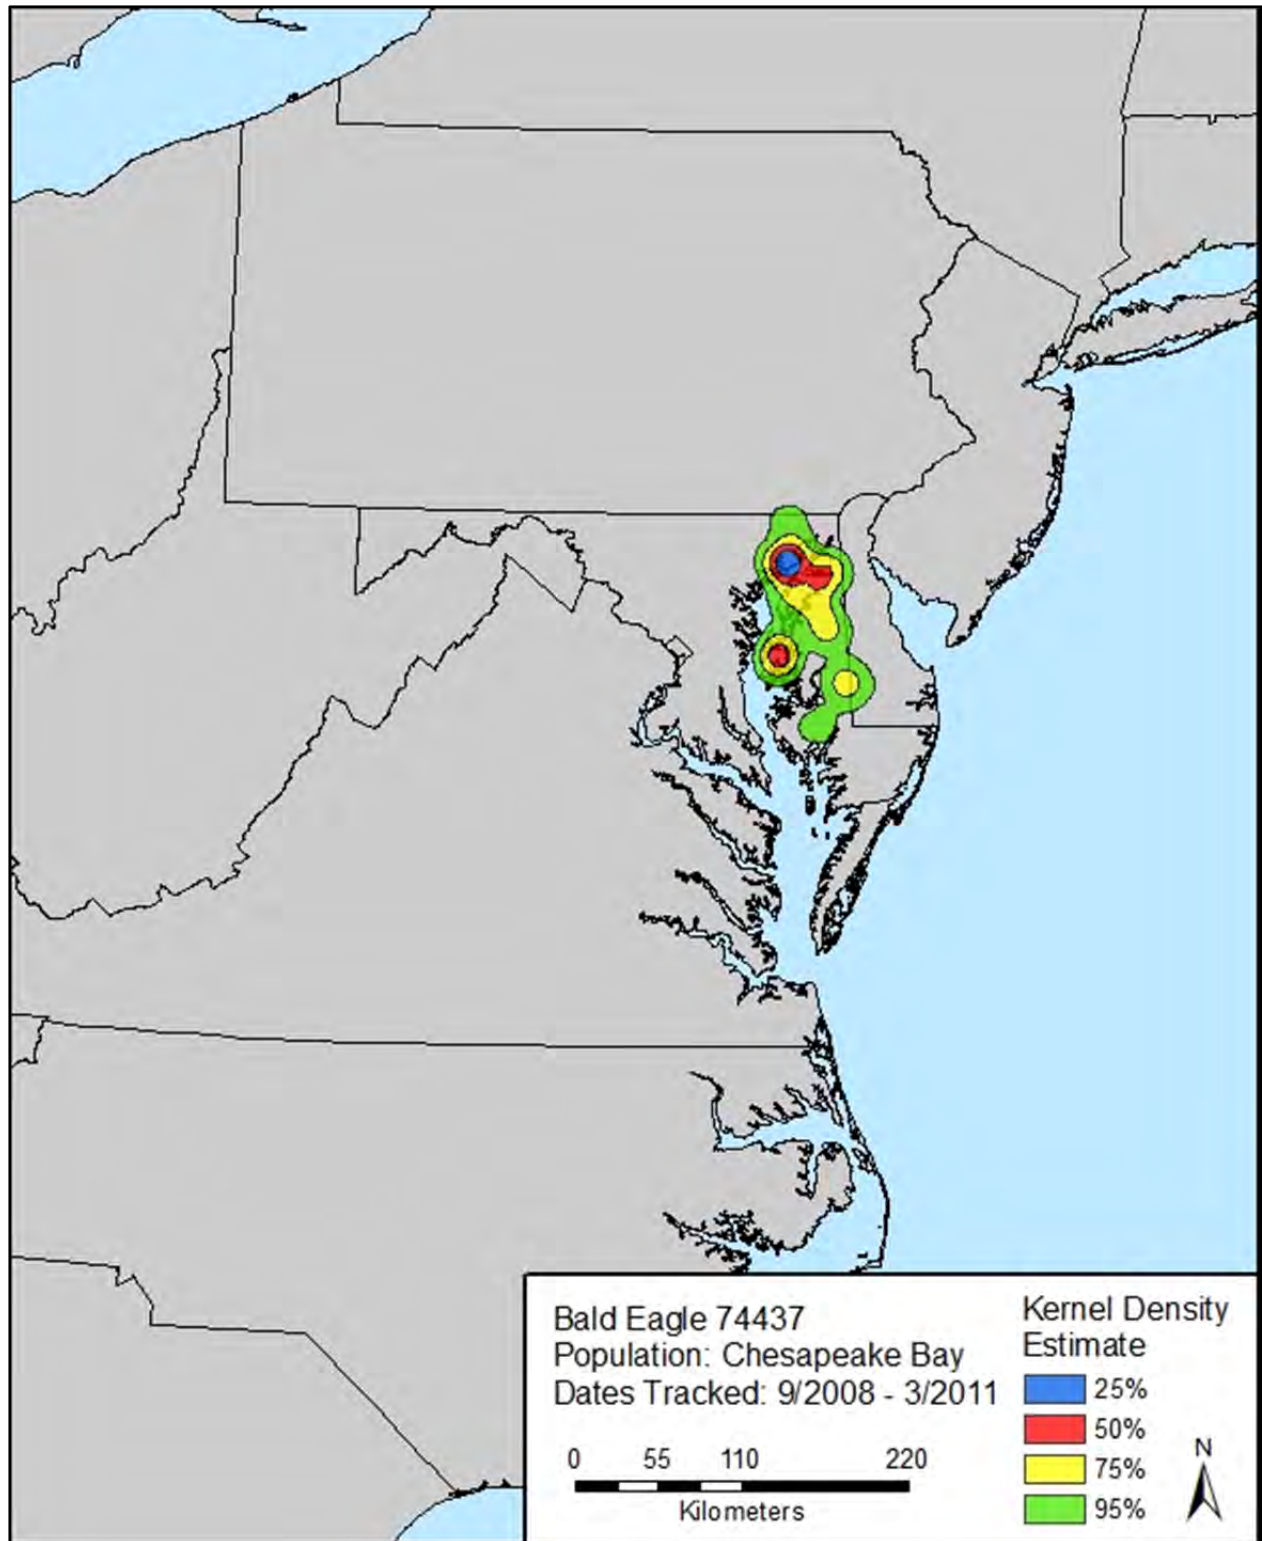 Bald Eagle 74437
Population: Chesapeake Bay
Dates Tracked: 9/2008 - 3/2011
0 55 110 220
Kilometers
Kernel Density
Estimate
25%
50%
75%
95%
N